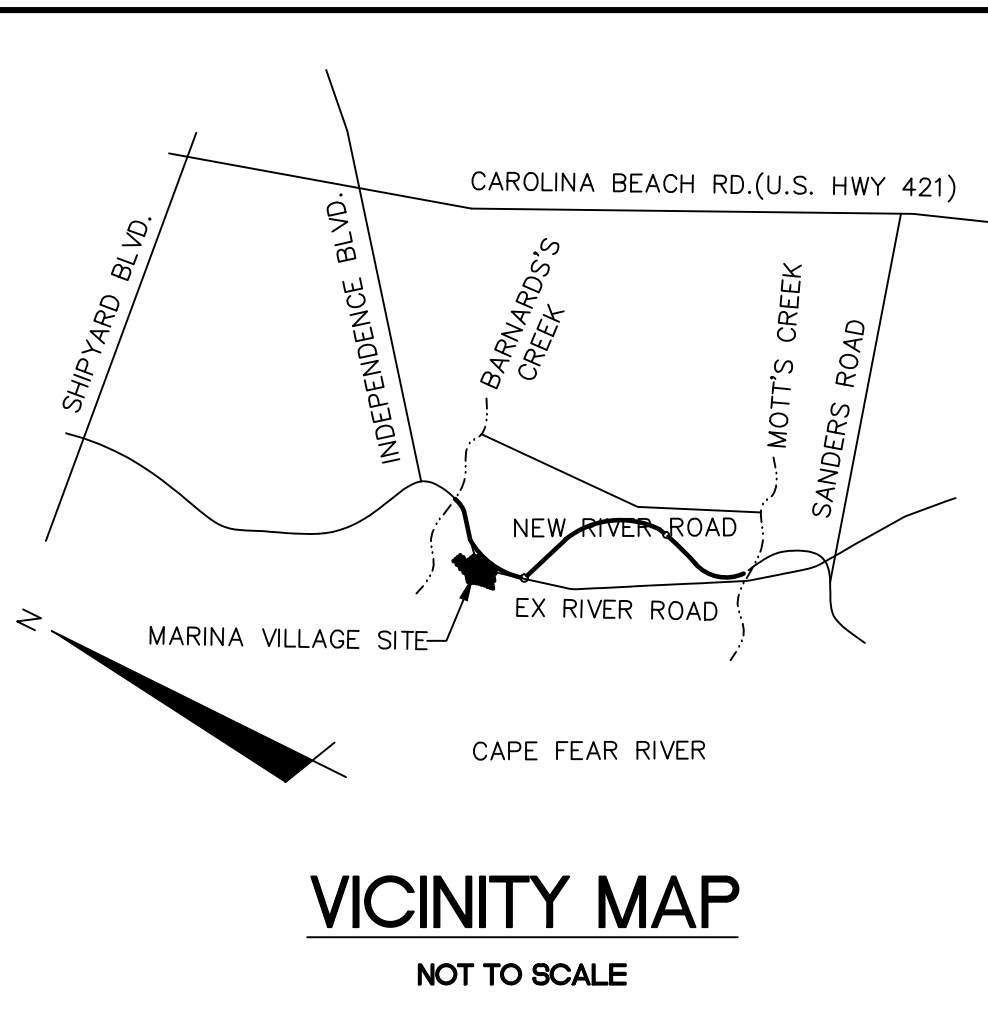 CAROLINA BEACH RD.(U.S. HWY 421)
SHIPYARD BLVD.
INDEPENDENCE BLVD.
BARNARDS'S
CREEK
MOTT'S CREEK
SANDERS ROAD
NEW RIVER ROAD
EX RIVER ROAD
N
MARINA VILLAGE SITE
CAPE FEAR RIVER
VICINITY MAP
NOT TO SCALE